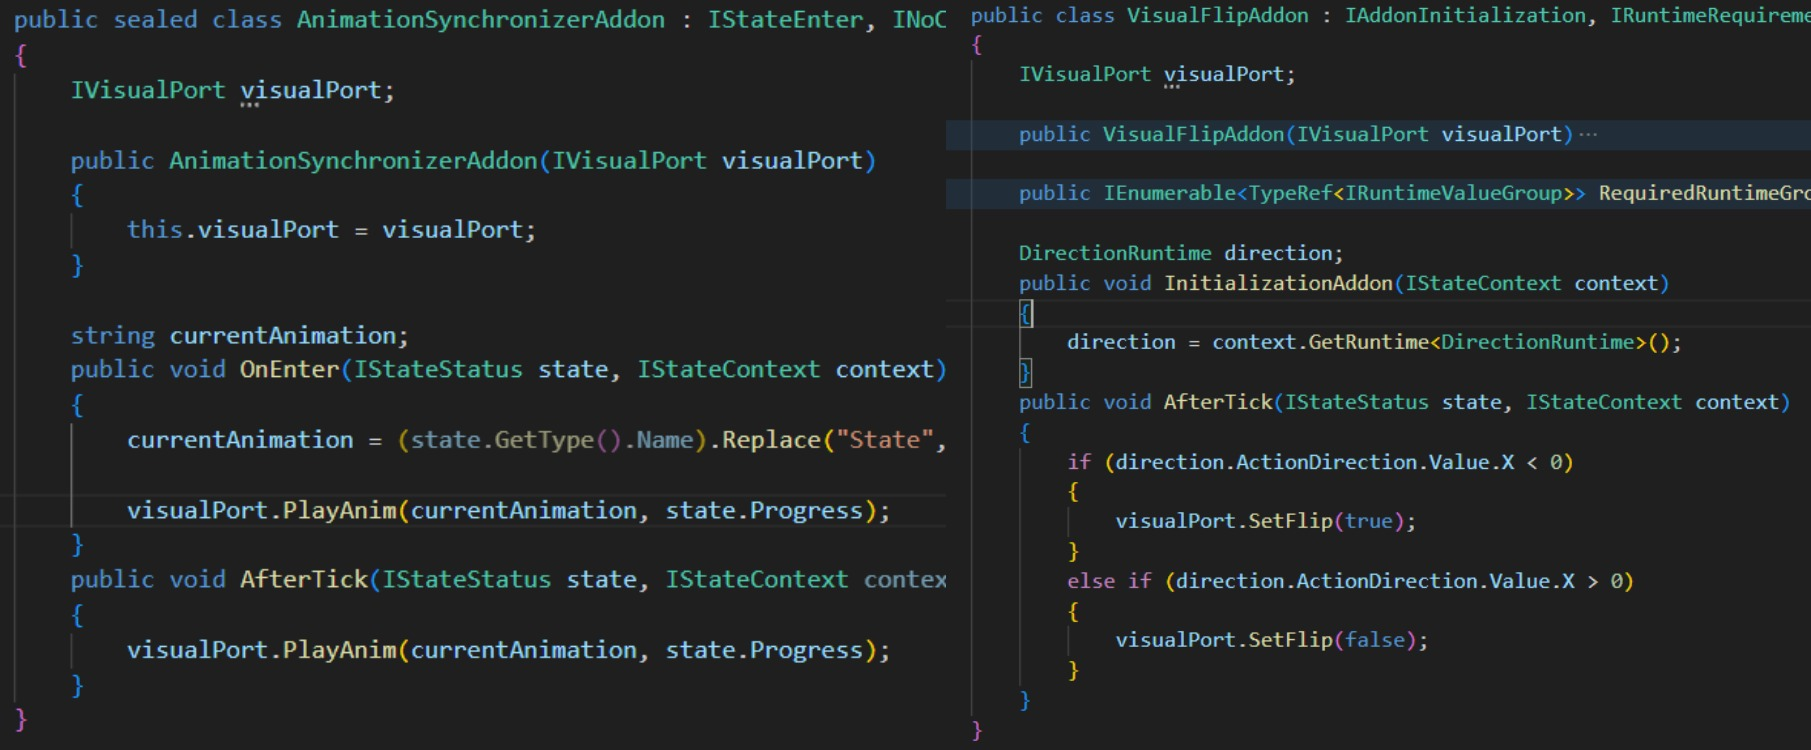 public sealed class AnimationSynchronizerAddon : IStateEnter, INoC
{
IVisualPort visualPort;
public AnimationSynchronizerAddon(IVisualPort visualPort)
{
this.visualPort = visualPort;
}
string currentAnimation;
public void OnEnter(IStateStatus state, IStateContext context)
{
currentAnimation = (state.GetType().Name).Replace("State",
visualPort.PlayAnim(currentAnimation, state.Progress);
}
public void AfterTick(IStateStatus state, IStateContext contex
{
visualPort.PlayAnim(currentAnimation, state.Progress);
}
}
public class VisualFlipAddon : IAddonInitialization, IRuntimeRequireme
{
IVisualPort visualPort;
public VisualFlipAddon(IVisualPort visualPort)···
public IEnumerable<TypeRef<IRuntimeValueGroup>> RequiredRuntimeGro
DirectionRuntime direction;
public void InitializationAddon(IStateContext context)
{
direction = context.GetRuntime<DirectionRuntime>();
}
public void AfterTick(IStateStatus state, IStateContext context)
{
if (direction.ActionDirection.Value.X < 0)
{
visualPort.SetFlip(true);
}
else if (direction.ActionDirection.Value.X > 0)
{
visualPort.SetFlip(false);
}
}
}